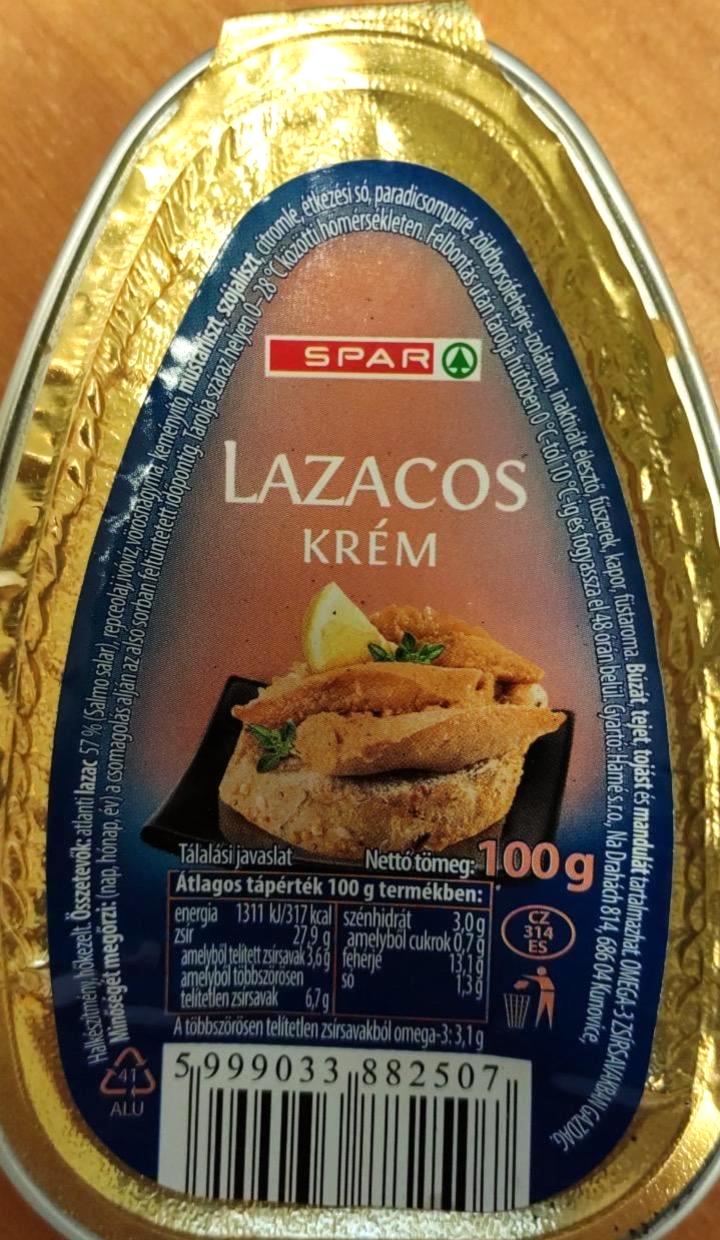 Halkészítmény, hőkezelt. Összetevők: atlanti lazac 57 % (Salmo salar), repceolaj, ivóvíz, vöröshagyma, keményítő, mustárliszt, szójaliszt, citromlé, étkezési só, paradicsompüré, zöldborsófehérje-izolátum, inaktivált élesztő, fűszerek, kapor, füstaroma. Búzát, tejet, tojást és mandulát tartalmazhat. OMEGA-3 ZSÍRSAVAKBAN GAZDAG.
Minőségét megőrzi: (nap, hónap, év) a csomagolás alján az alsó sorban feltüntetett időpontig. Tárolja száraz helyen 0–28 °C közötti hőmérsékleten. Felbontás után tárolja hűtőben 0 °C-tól 10 °C-ig és fogyassza el 48 órán belül. Gyártó: Hamé s.r.o., Na Drahách 814, 686 04 Kunovice,
SPAR
LAZACOS
KRÉM
Tálalási javaslat
Nettó tömeg: 100 g
Átlagos tápérték 100 g termékben:
energia 1311 kJ/317 kcal
zsír 27,9 g
amelyből telített zsírsavak 3,6 g
amelyből többszörösen
telítetlen zsírsavak 6,7 g
szénhidrát 3,0 g
amelyből cukrok 0,7 g
fehérje 13,1 g
só 1,3 g
A többszörösen telítetlen zsírsavakból omega-3: 3,1 g
CZ
314
ES
41
ALU
5 999033 882507